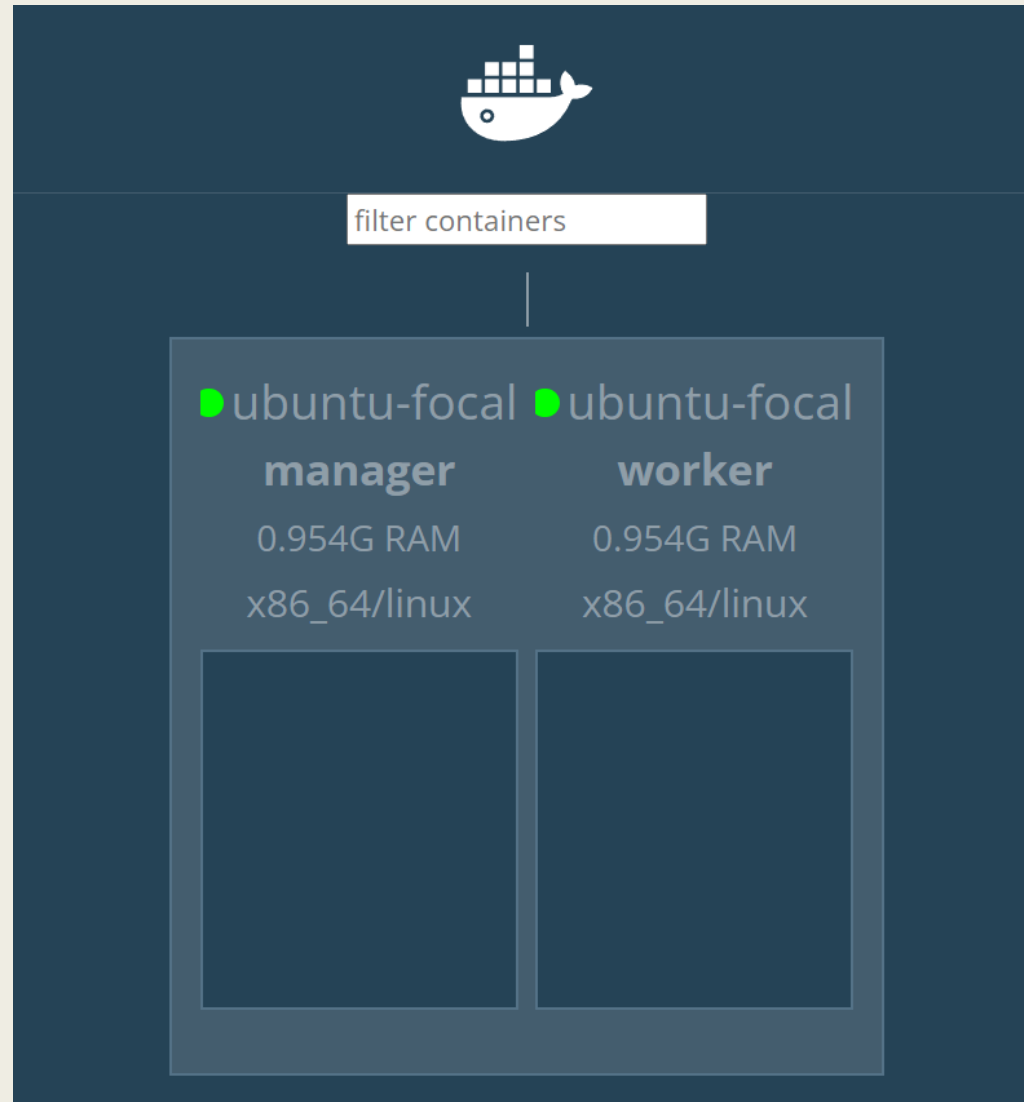 filter containers
ubuntu-focal
manager
0.954G RAM
x86_64/linux
ubuntu-focal
worker
0.954G RAM
x86_64/linux